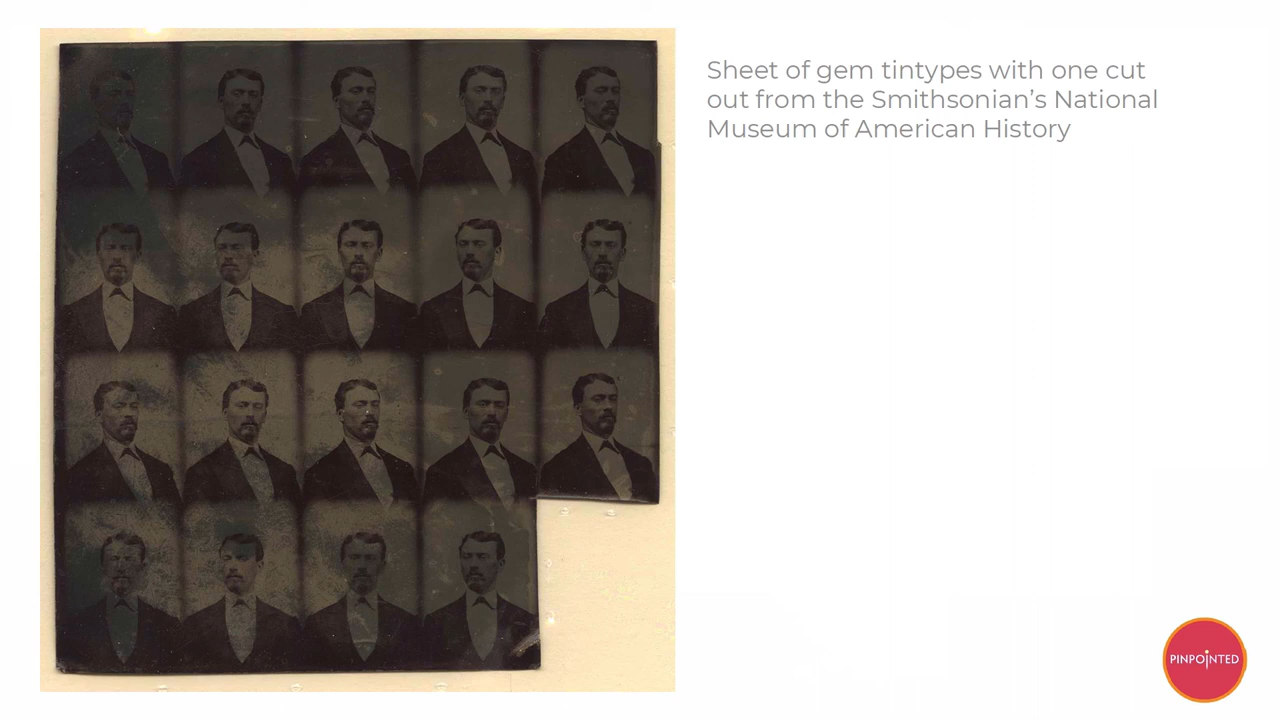 Sheet of gem tintypes with one cut
out from the Smithsonian’s National
Museum of American History
PINPOINTED